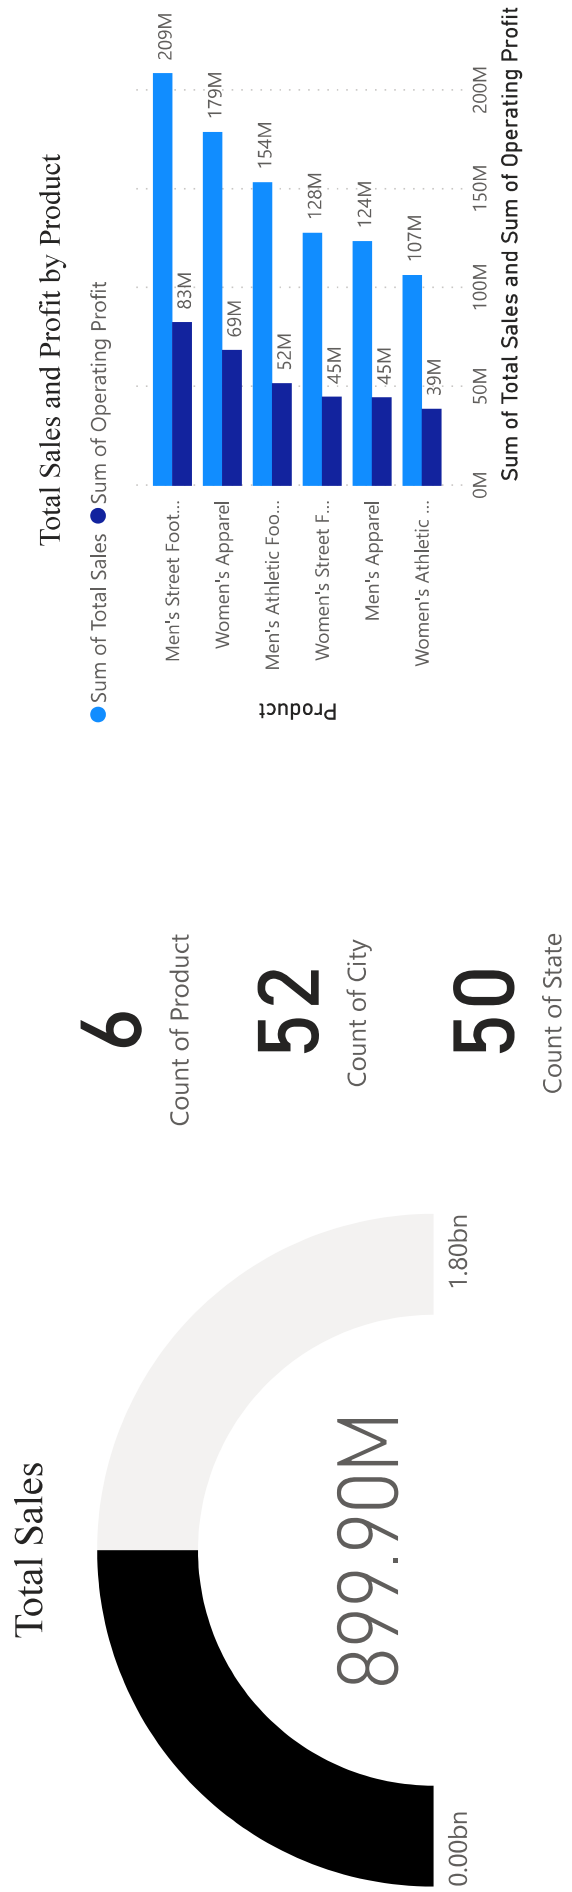 Total Sales
899.90M
0.00bn
1.80bn
6
Count of Product
52
Count of City
50
Count of State
Total Sales and Profit by Product
Sum of Total Sales Sum of Operating Profit
Product
Men's Street Foot...
209M
83M
Women's Apparel
179M
69M
Men's Athletic Foo...
154M
52M
Women's Street F...
128M
45M
Men's Apparel
124M
45M
Women's Athletic ...
107M
39M
0M 50M 100M 150M 200M
Sum of Total Sales and Sum of Operating Profit